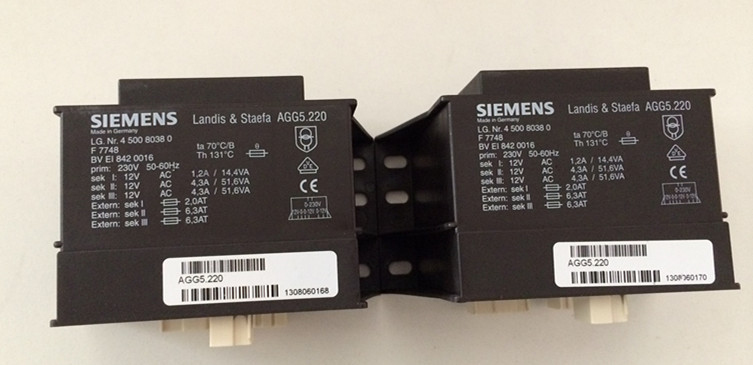 SIEMENS Landis & Staefa AGG5.220
Made in Germany
LG. Nr. 4 500 8038 0
F 7748
BV EI 842 0016
ta 70°C/B
Th 131°C
prim: 230V 50-60Hz
sek I: 12V AC 1,2A / 14,4VA
sek II: 12V AC 4,3A / 51,6VA
sek III: 12V AC 4,3A / 51,6VA
Extern: sek I 2,0AT
Extern: sek II 6,3AT
Extern: sek III 6,3AT
CE
0-230V
AGG5.220
1308060168
SIEMENS Landis & Staefa AGG5.220
Made in Germany
LG. Nr. 4 500 8038 0
F 7748
BV EI 842 0016
ta 70°C/B
Th 131°C
prim: 230V 50-60Hz
sek I: 12V AC 1,2A / 14,4VA
sek II: 12V AC 4,3A / 51,6VA
sek III: 12V AC 4,3A / 51,6VA
Extern: sek I 2,0AT
Extern: sek II 6,3AT
Extern: sek III 6,3AT
CE
0-230V
AGG5.220
1308060170